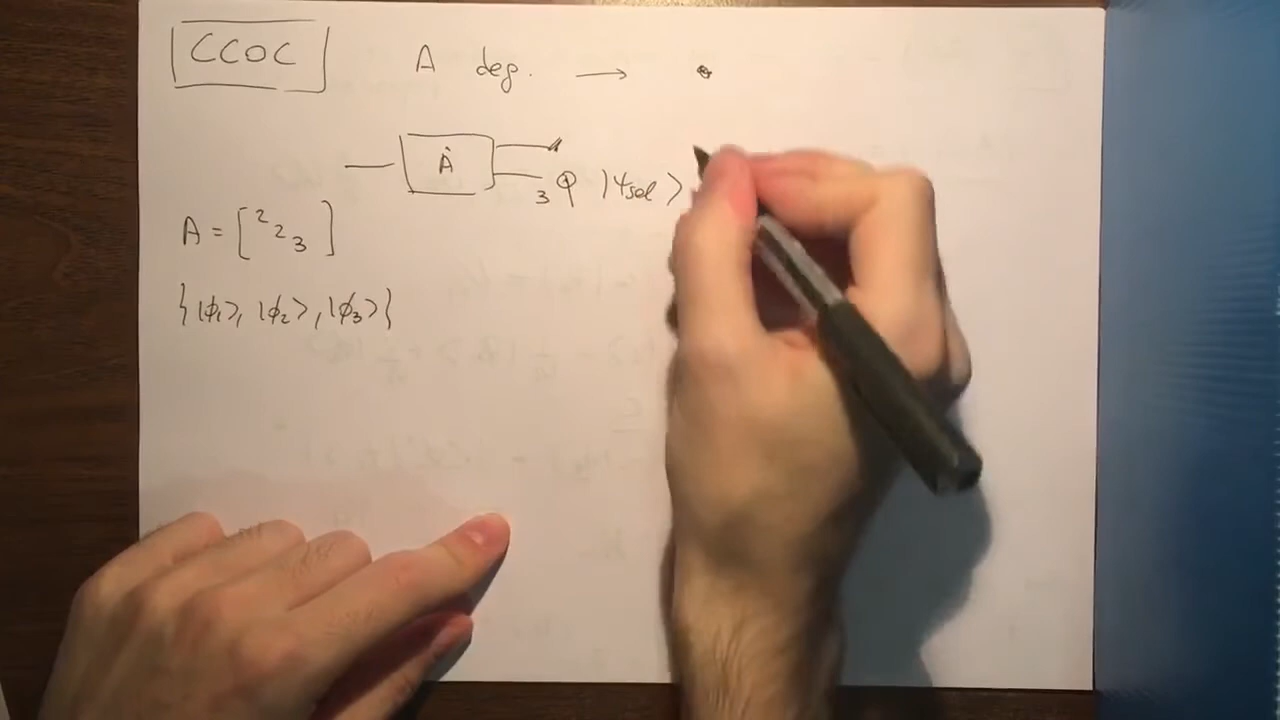 CCOC A deg. → •
Â
3 |Ψsel>
A = [2 2 3]
{|ϕ₁>, |ϕ₂>, |ϕ₃>}